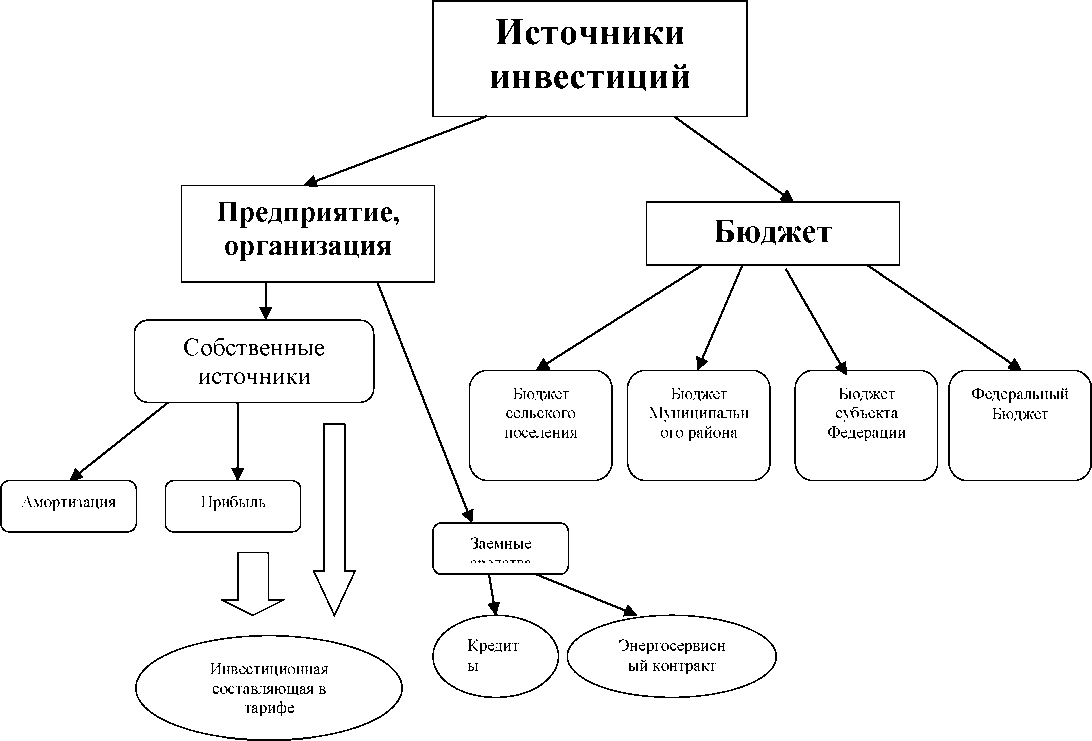 Источники
инвестиций
Предприятие,
организация
Бюджет
Собственные
источники
Бюджет
сельского
поселения
Бюджет
Муниципальн
ого района
Бюджет
субъекта
Федерации
Федеральный
Бюджет
Амортизация
Прибыль
Заемные
средства
Кредит
ы
Энергосервисн
ый контракт
Инвестиционная
составляющая в
тарифе